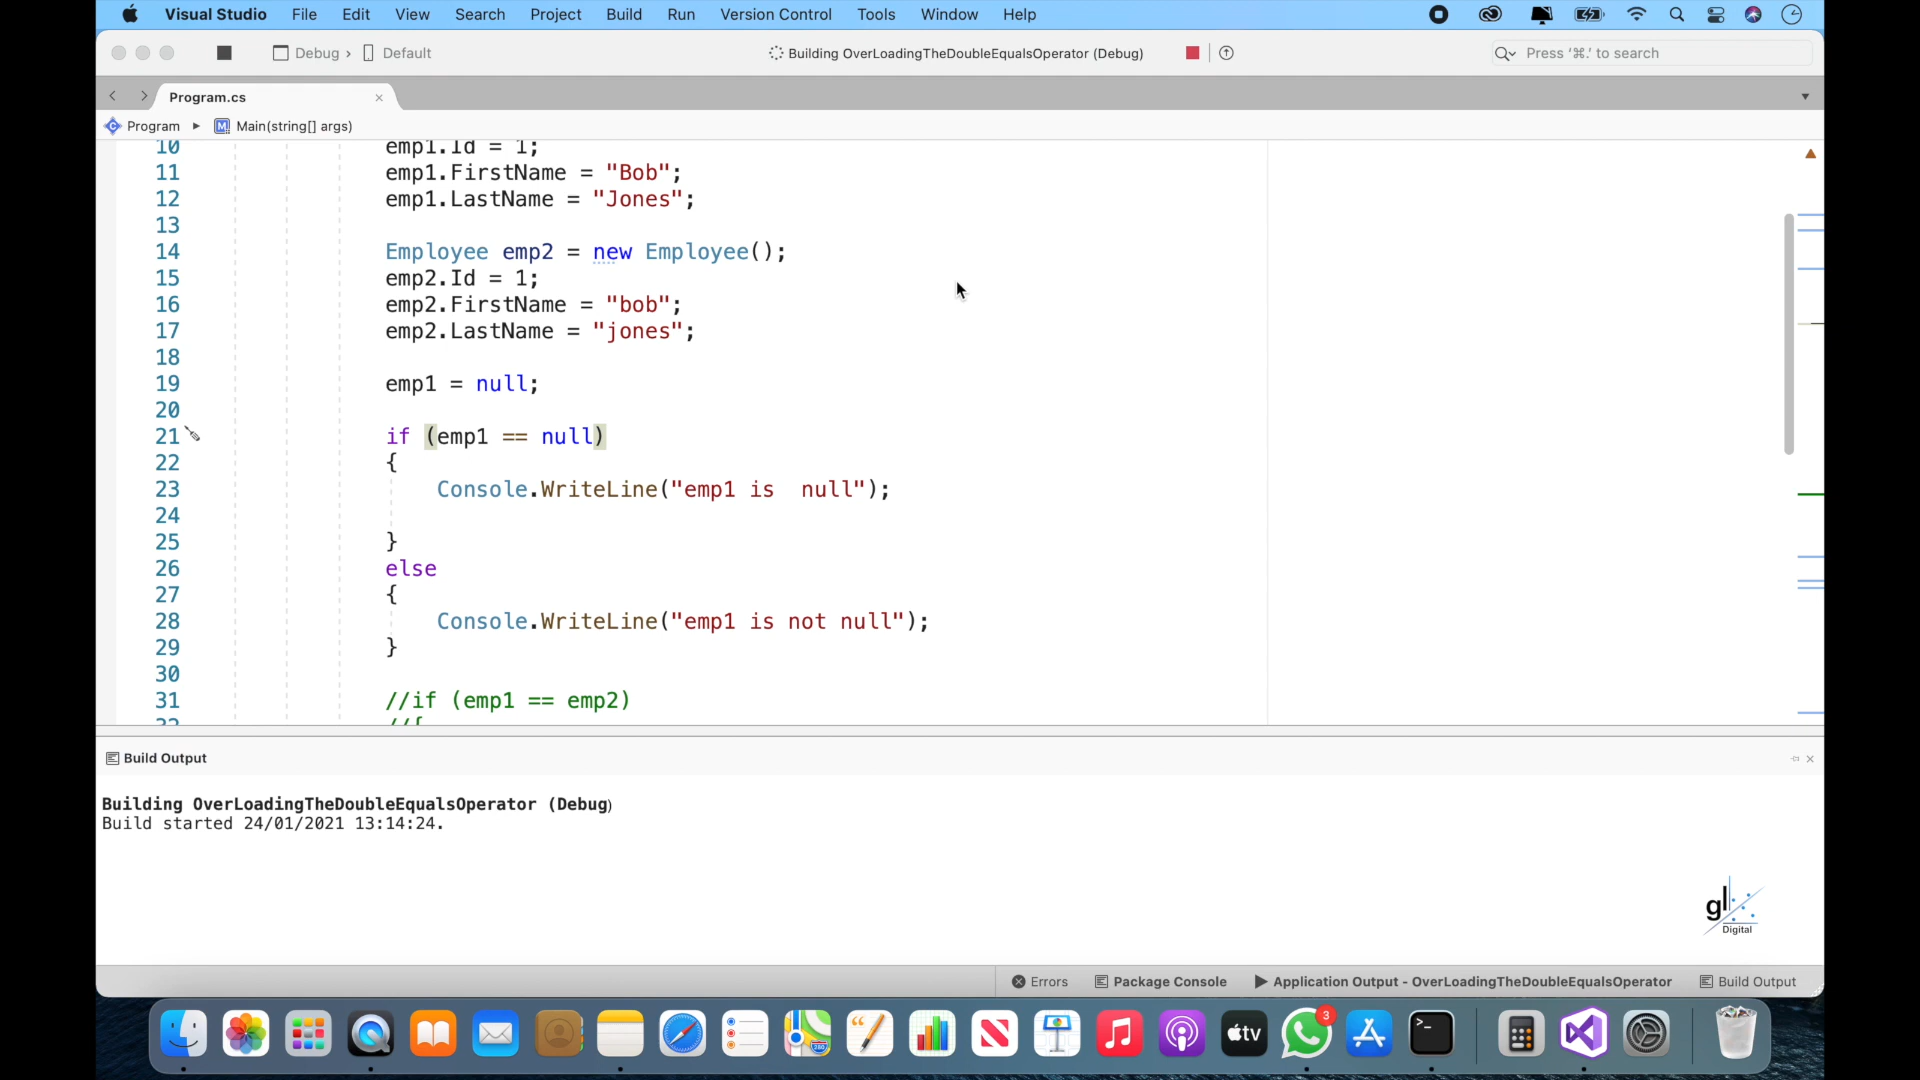 Visual Studio File Edit View Search Project Build Run Version Control Tools Window Help
Debug › Default Building OverLoadingTheDoubleEqualsOperator (Debug) Press ‘⌘.’ to search
Program.cs
Program Main(string[] args)
10 emp1.Id = 1;
11 emp1.FirstName = "Bob";
12 emp1.LastName = "Jones";
13
14 Employee emp2 = new Employee();
15 emp2.Id = 1;
16 emp2.FirstName = "bob";
17 emp2.LastName = "jones";
18
19 emp1 = null;
20
21 if (emp1 == null)
22 {
23 Console.WriteLine("emp1 is  null");
24
25 }
26 else
27 {
28 Console.WriteLine("emp1 is not null");
29 }
30
31 //if (emp1 == emp2)
32 //{
Build Output
Building OverLoadingTheDoubleEqualsOperator (Debug)
Build started 24/01/2021 13:14:24.
gl
Digital
Errors Package Console Application Output - OverLoadingTheDoubleEqualsOperator Build Output
3
tv
280
>_